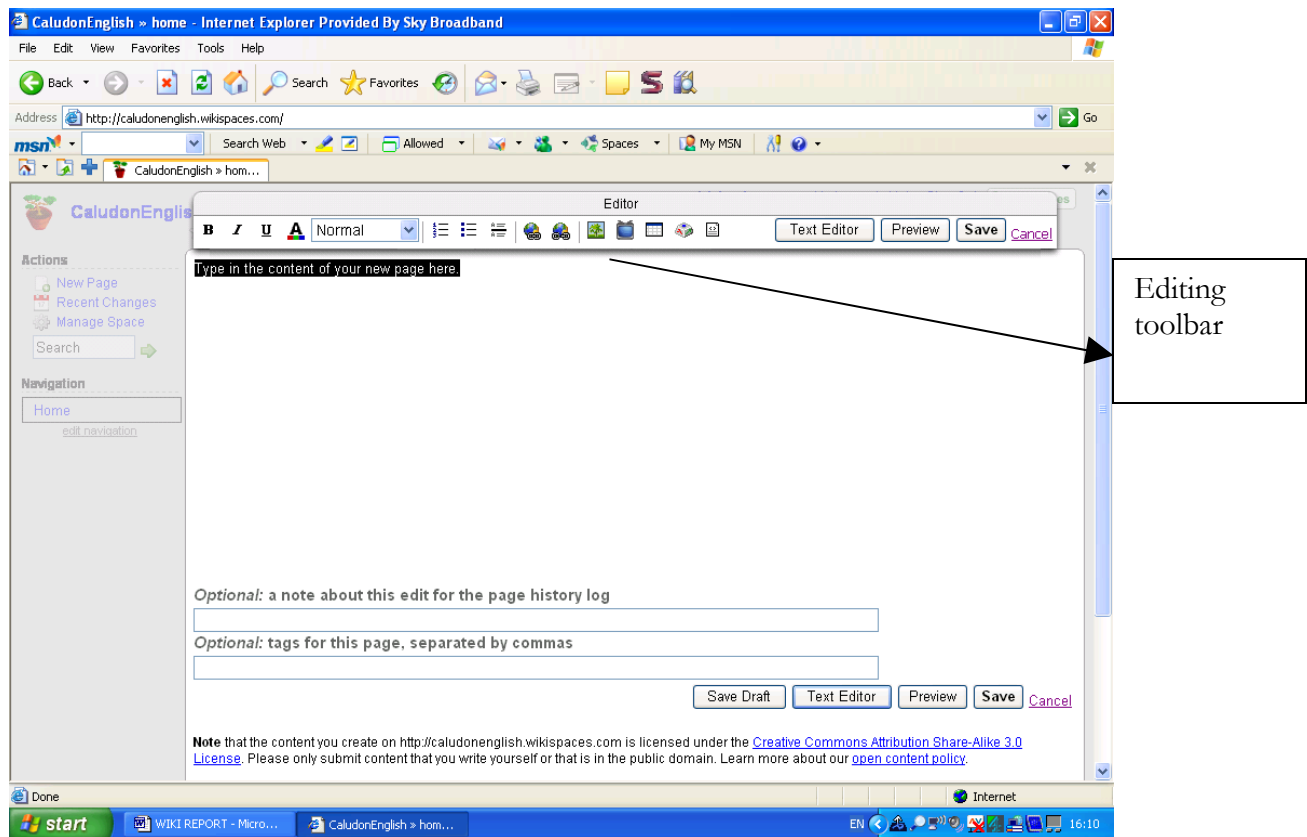 CaludonEnglish » home - Internet Explorer Provided By Sky Broadband
File Edit View Favorites Tools Help
Back Search Favorites
Address http://caludonenglish.wikispaces.com/ Go
msn Search Web Allowed Spaces My MSN
CaludonEnglish » hom...
CaludonEnglis
Editor
B I U A Normal Text Editor Preview Save Cancel
Actions
New Page
Recent Changes
Manage Space
Search
Navigation
Home
edit navigation
Type in the content of your new page here.
Editing
toolbar
Optional: a note about this edit for the page history log
Optional: tags for this page, separated by commas
Save Draft Text Editor Preview Save Cancel
Note that the content you create on http://caludonenglish.wikispaces.com is licensed under the Creative Commons Attribution Share-Alike 3.0
License. Please only submit content that you write yourself or that is in the public domain. Learn more about our open content policy.
Done Internet
start WIKI REPORT - Micro... CaludonEnglish » hom... EN 16:10